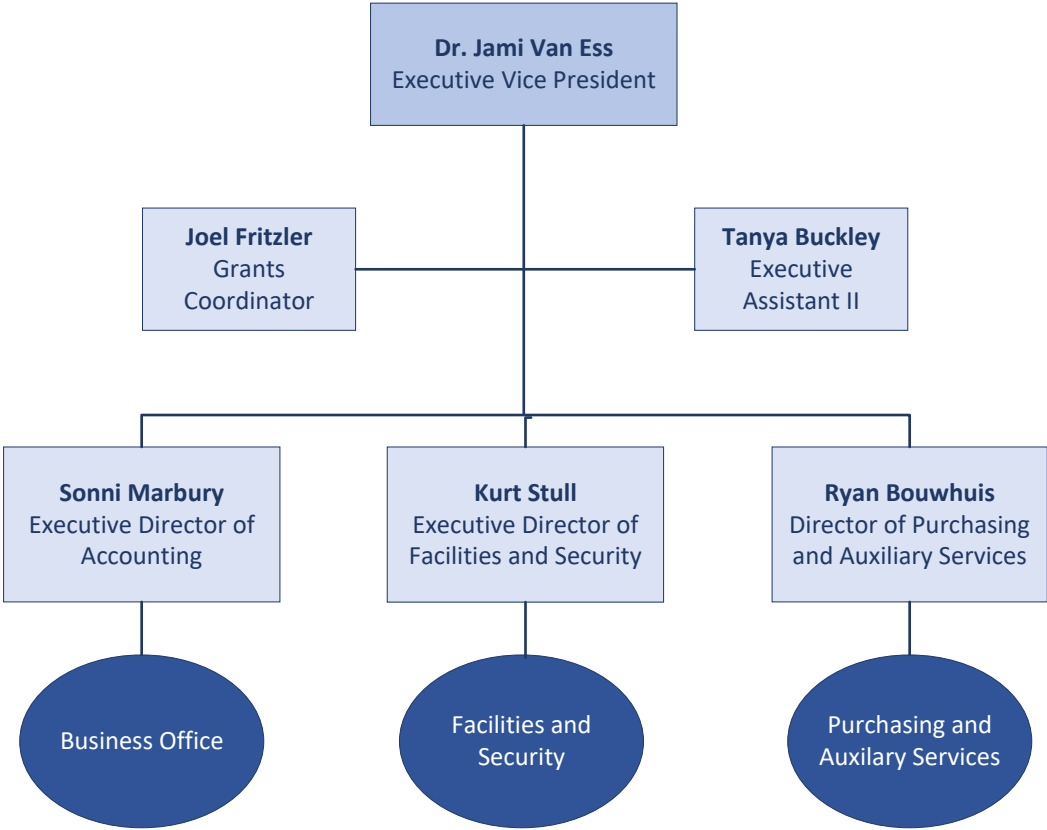 Dr. Jami Van Ess
Executive Vice President
Joel Fritzler
Grants
Coordinator
Tanya Buckley
Executive
Assistant II
Sonni Marbury
Executive Director of
Accounting
Kurt Stull
Executive Director of
Facilities and Security
Ryan Bouwhuis
Director of Purchasing
and Auxiliary Services
Business Office
Facilities and
Security
Purchasing and
Auxilary Services